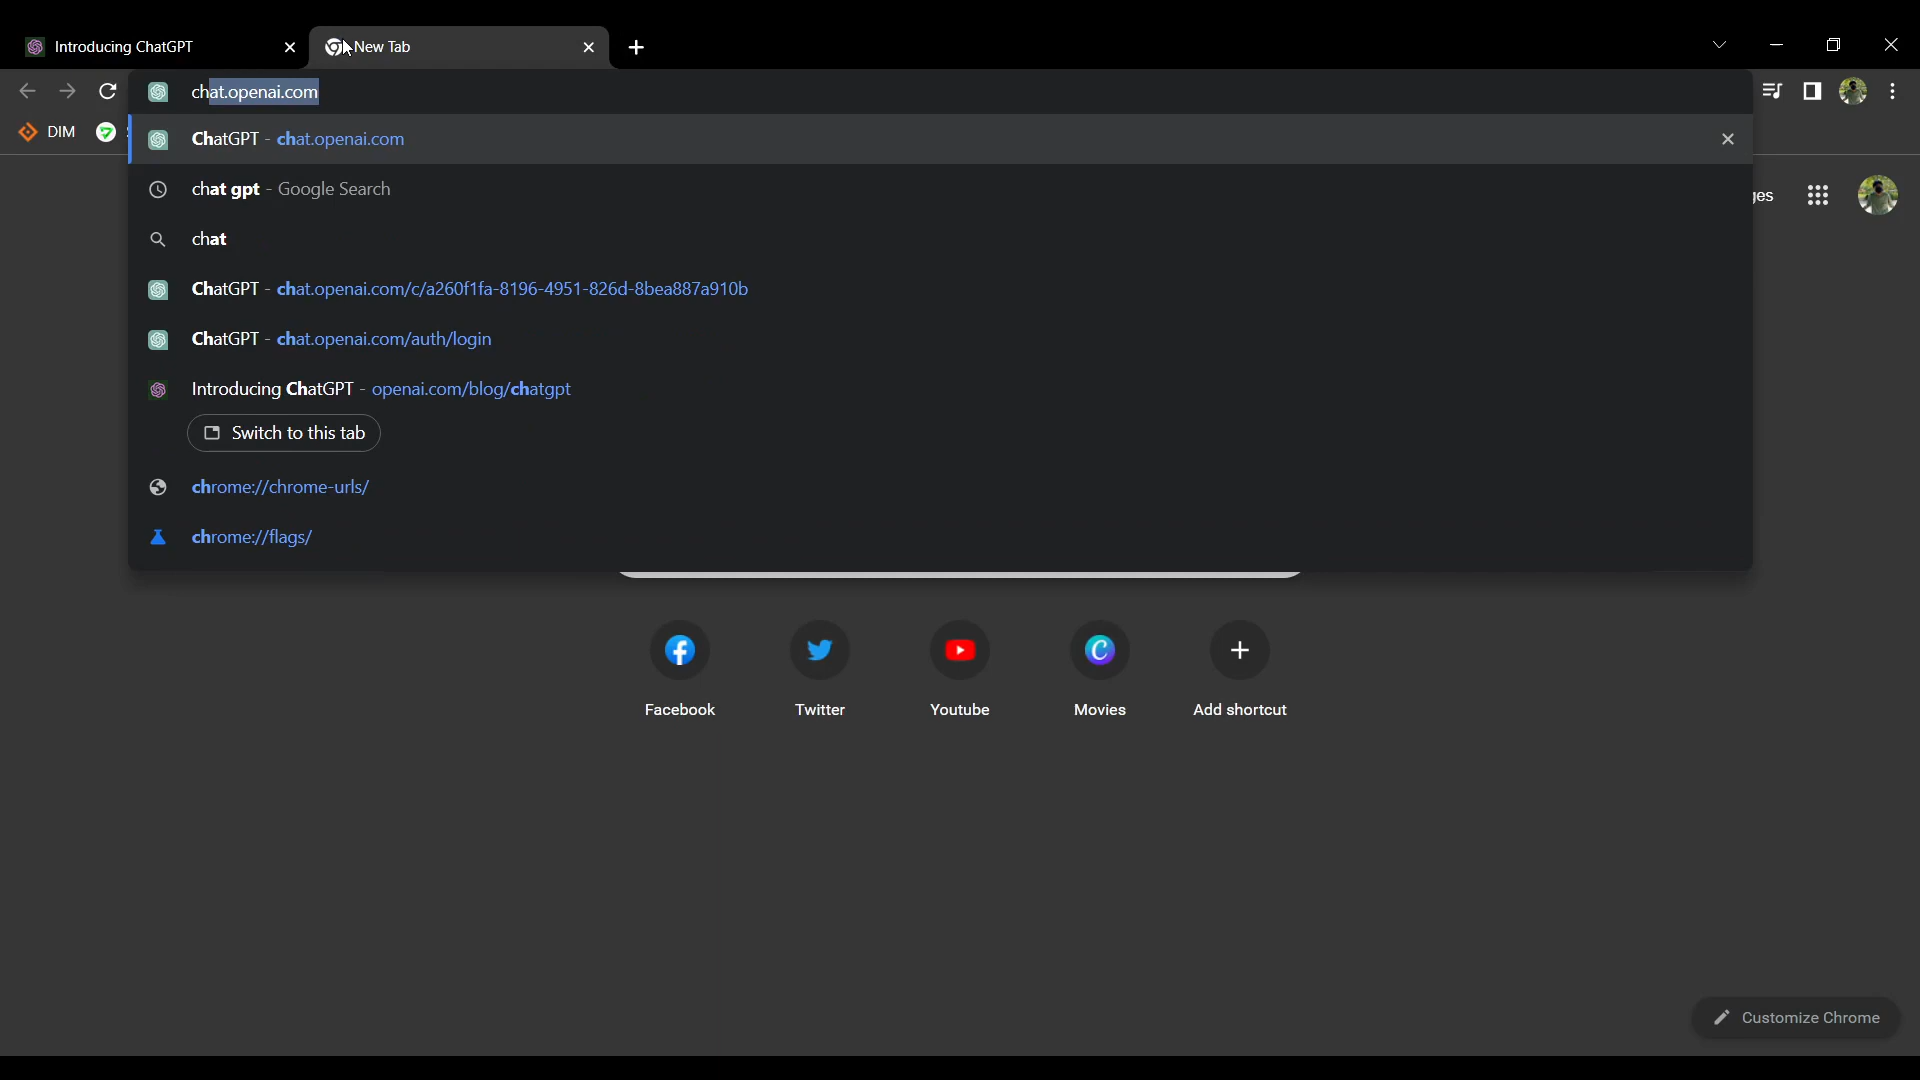 Introducing ChatGPT
New Tab
chat.openai.com
DIM
ChatGPT - chat.openai.com
chat gpt - Google Search
chat
ChatGPT - chat.openai.com/c/a260f1fa-8196-4951-826d-8bea887a910b
ChatGPT - chat.openai.com/auth/login
Introducing ChatGPT - openai.com/blog/chatgpt
Switch to this tab
chrome://chrome-urls/
chrome://flags/
Facebook
Twitter
Youtube
Movies
Add shortcut
Customize Chrome